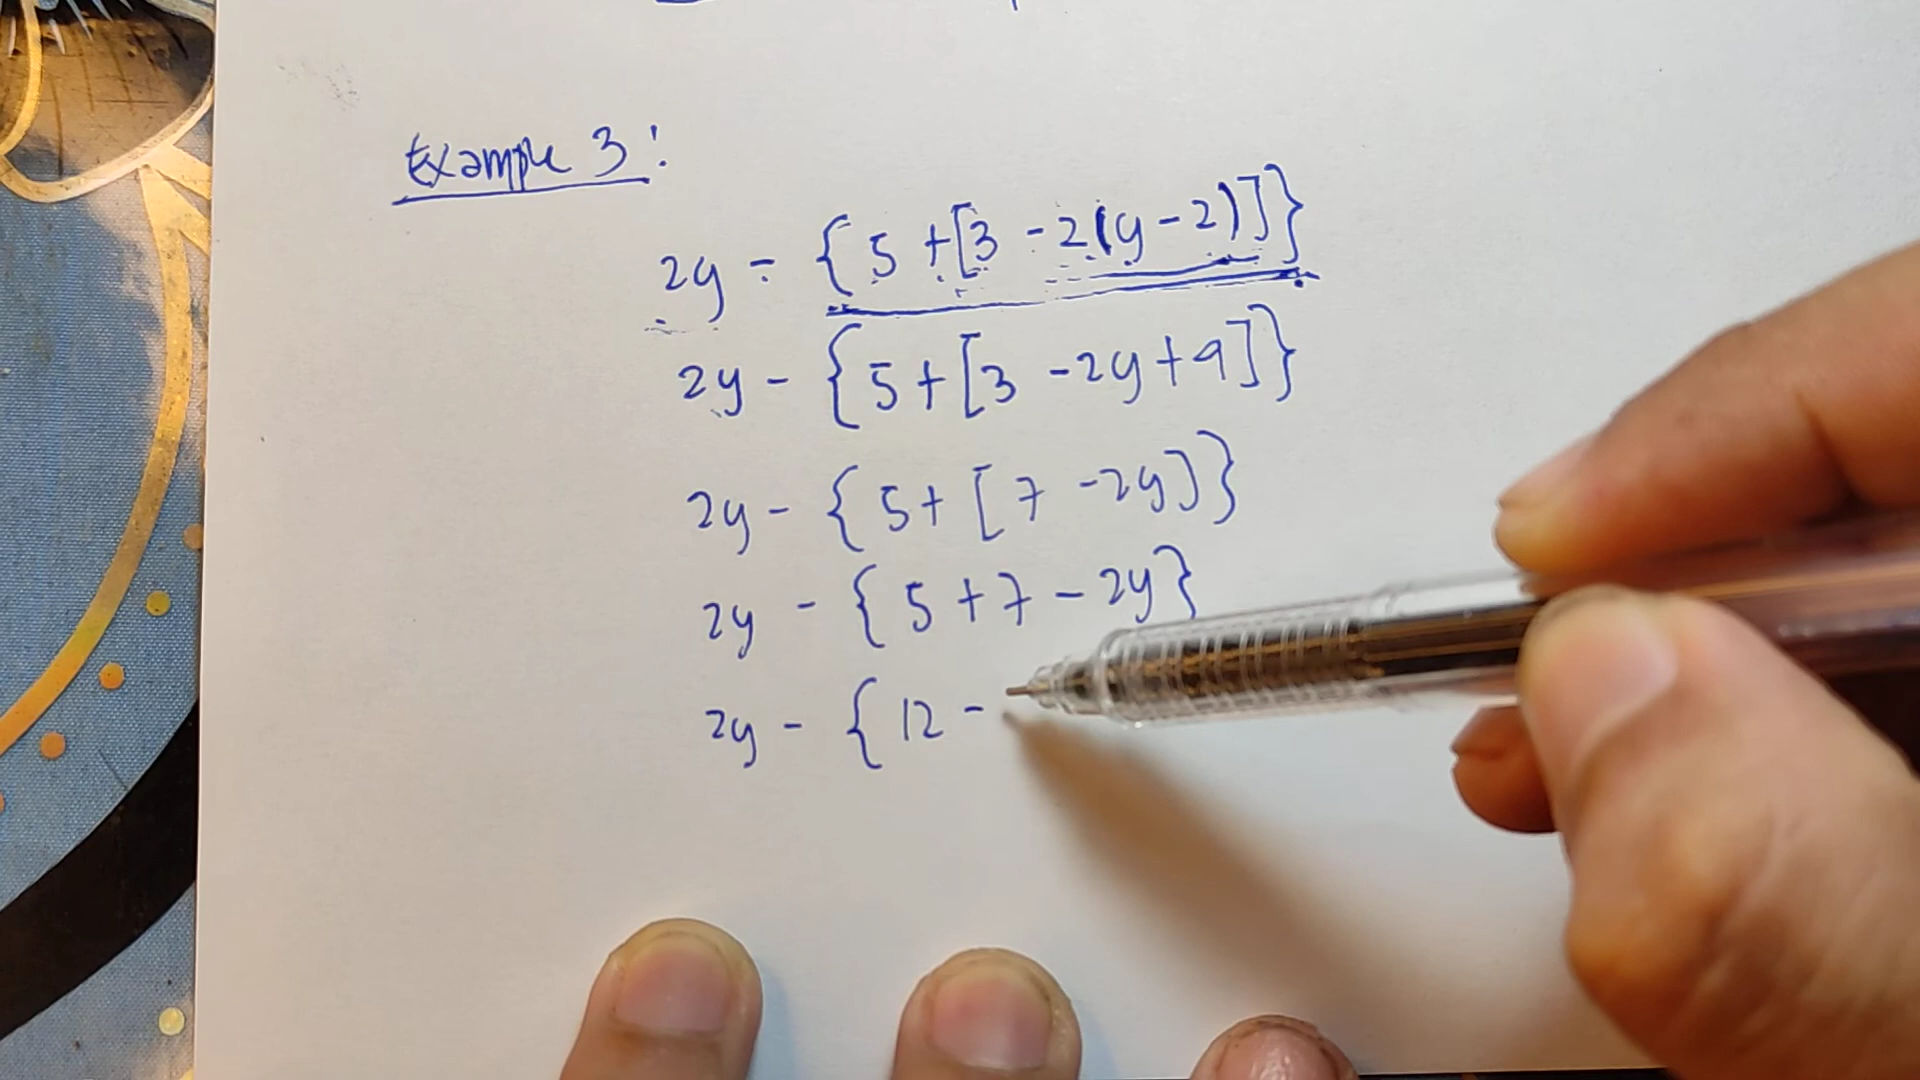 Example 3:
2y - {5 + [3 - 2(y - 2)]}
2y - {5 + [3 - 2y + 4]}
2y - {5 + [7 - 2y]}
2y - {5 + 7 - 2y}
2y - {12 -